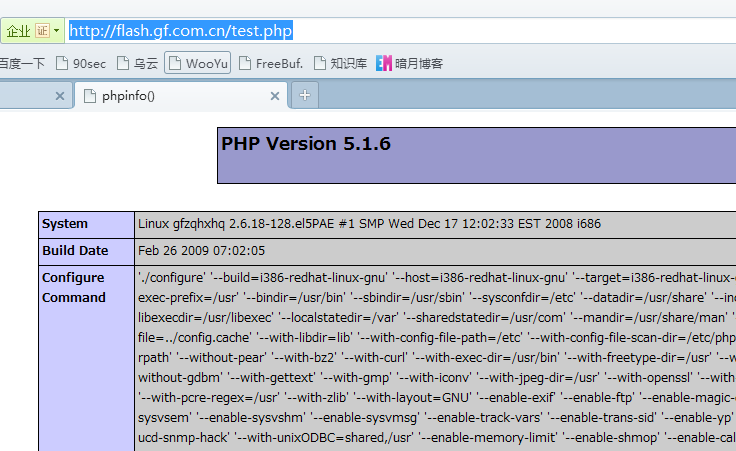 企业 证
http://flash.gf.com.cn/test.php
百度一下 90sec 乌云 WooYu FreeBuf. 知识库 EM 暗月博客
phpinfo()
PHP Version 5.1.6
System Linux gfzqhxhq 2.6.18-128.el5PAE #1 SMP Wed Dec 17 12:02:33 EST 2008 i686
Build Date Feb 26 2009 07:02:05
Configure Command './configure' '--build=i386-redhat-linux-gnu' '--host=i386-redhat-linux-gnu' '--target=i386-redhat-linux-
exec-prefix=/usr' '--bindir=/usr/bin' '--sbindir=/usr/sbin' '--sysconfdir=/etc' '--datadir=/usr/share' '--inc
libexecdir=/usr/libexec' '--localstatedir=/var' '--sharedstatedir=/usr/com' '--mandir=/usr/share/man' '
file=../config.cache' '--with-libdir=lib' '--with-config-file-path=/etc' '--with-config-file-scan-dir=/etc/php
rpath' '--without-pear' '--with-bz2' '--with-curl' '--with-exec-dir=/usr/bin' '--with-freetype-dir=/usr' '--w
without-gdbm' '--with-gettext' '--with-gmp' '--with-iconv' '--with-jpeg-dir=/usr' '--with-openssl' '--with-
'--with-pcre-regex=/usr' '--with-zlib' '--with-layout=GNU' '--enable-exif' '--enable-ftp' '--enable-magic-
sysvsem' '--enable-sysvshm' '--enable-sysvmsg' '--enable-track-vars' '--enable-trans-sid' '--enable-yp'
ucd-snmp-hack' '--with-unixODBC=shared,/usr' '--enable-memory-limit' '--enable-shmop' '--enable-cal